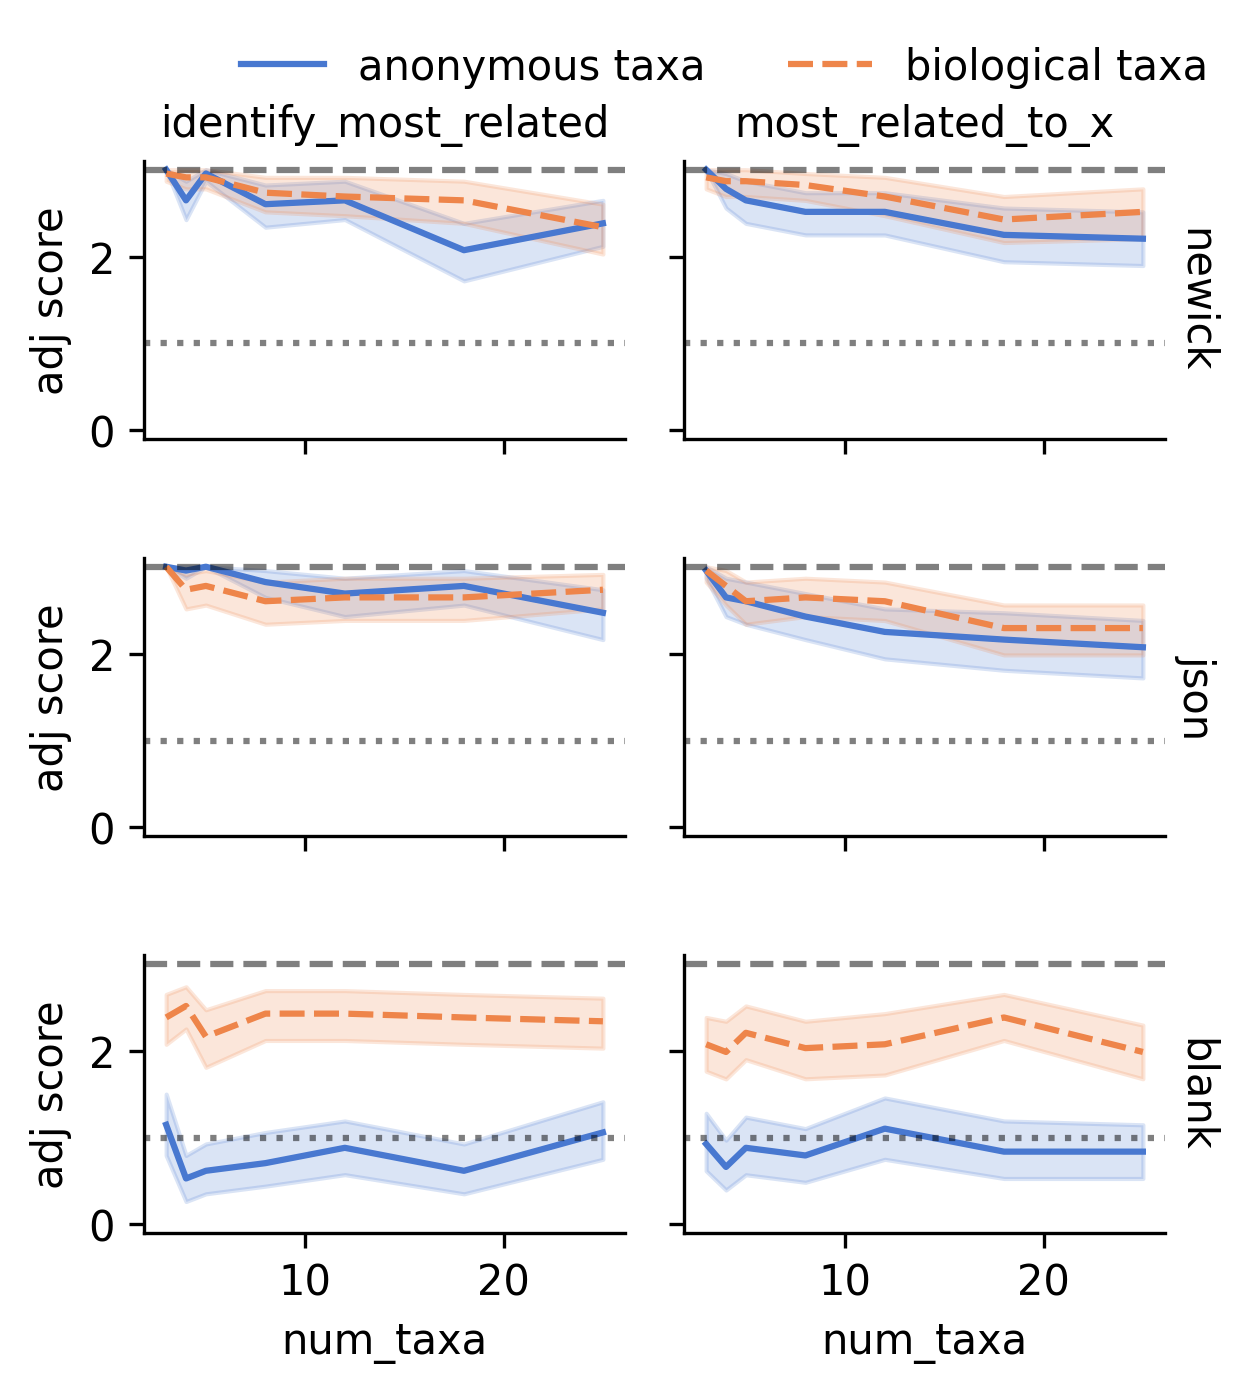 anonymous taxa biological taxa
identify_most_related most_related_to_x
adj score
2
0
newick
adj score
2
0
json
adj score
2
0
blank
10 20 10 20
num_taxa num_taxa